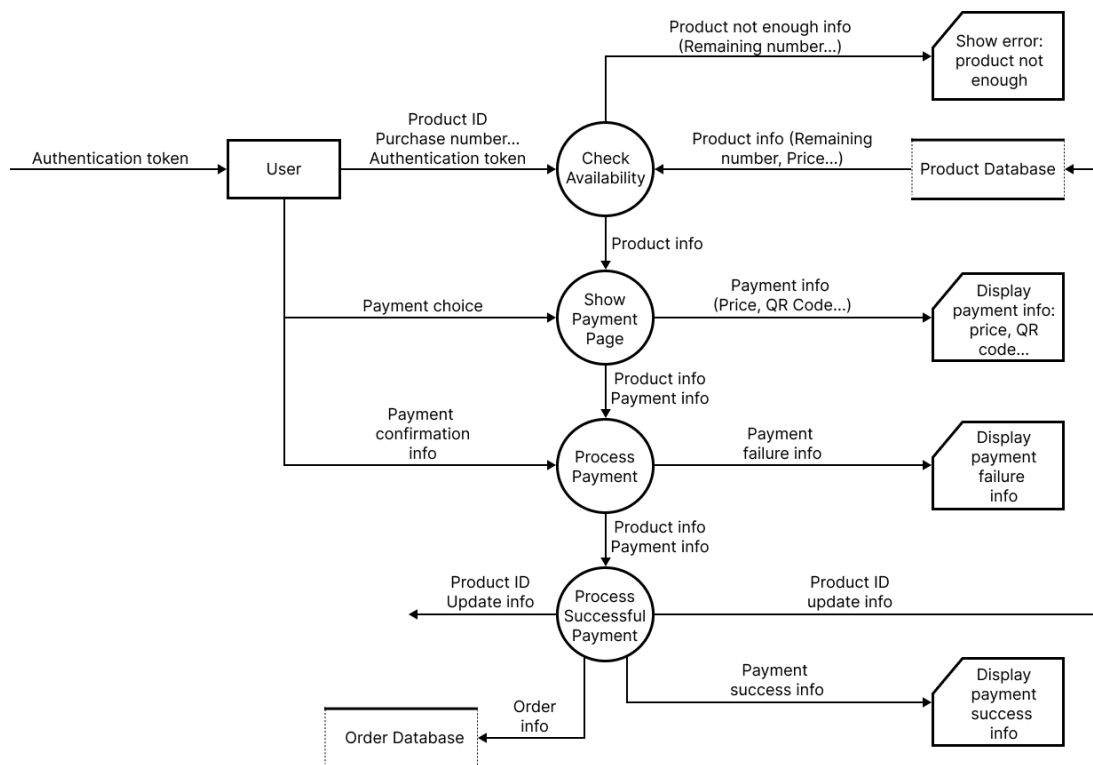 Product not enough info
(Remaining number...)
Show error:
product not
enough
Authentication token
User
Product ID
Purchase number...
Authentication token
Check
Availability
Product info (Remaining
number, Price...)
Product Database
Product info
Payment choice
Show
Payment
Page
Payment info
(Price, QR Code...)
Display
payment info:
price, QR
code...
Product info
Payment info
Payment
confirmation
info
Process
Payment
Payment
failure info
Display
payment
failure
info
Product info
Payment info
Product ID
Update info
Process
Successful
Payment
Product ID
update info
Payment
success info
Display
payment
success
info
Order
info
Order Database